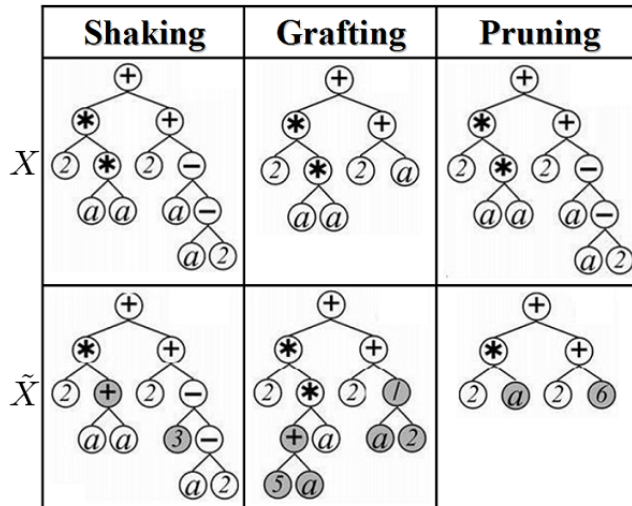 Shaking Grafting Pruning
X
+
* +
2 * 2 −
a a a −
a 2
+
* +
2 * 2 a
a a
+
* +
2 * 2 −
a a a −
a 2
X̃
+
* +
2 + 2 −
a a 3 −
a 2
+
* +
2 * 2 /
+ a a 2
5 a
+
* +
2 a 2 6